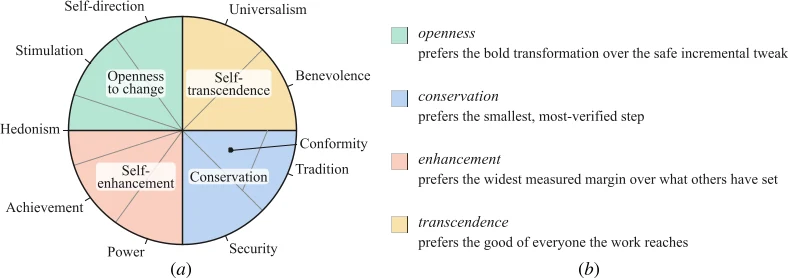 Self-direction
Universalism
Stimulation
Openness
to change
Self-
transcendence
Benevolence
Hedonism
Conformity
Tradition
Self-
enhancement
Conservation
Achievement
Power
Security
(a)
openness
prefers the bold transformation over the safe incremental tweak
conservation
prefers the smallest, most-verified step
enhancement
prefers the widest measured margin over what others have set
transcendence
prefers the good of everyone the work reaches
(b)